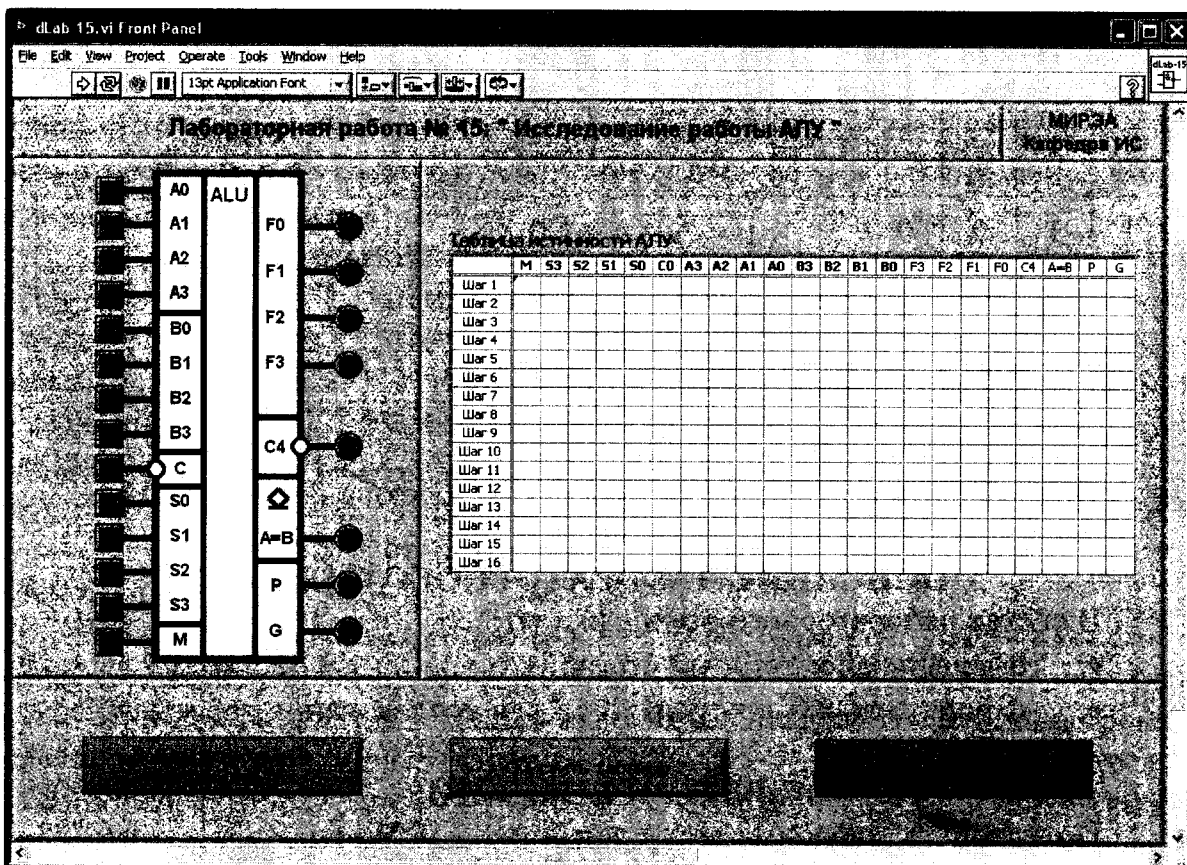 dLab 15.vi Front Panel
File Edit View Project Operate Tools Window Help
13pt Application Font
dLab-15
Лабораторная работа № 15: " Исследование работы АЛУ "
МИРЭА
Кафедра ИС
ALU
A0
A1
A2
A3
B0
B1
B2
B3
C
S0
S1
S2
S3
M
F0
F1
F2
F3
C4
A=B
P
G
Таблица истинности АЛУ
M S3 S2 S1 S0 C0 A3 A2 A1 A0 B3 B2 B1 B0 F3 F2 F1 F0 C4 A=B P G
Шаг 1
Шаг 2
Шаг 3
Шаг 4
Шаг 5
Шаг 6
Шаг 7
Шаг 8
Шаг 9
Шаг 10
Шаг 11
Шаг 12
Шаг 13
Шаг 14
Шаг 15
Шаг 16